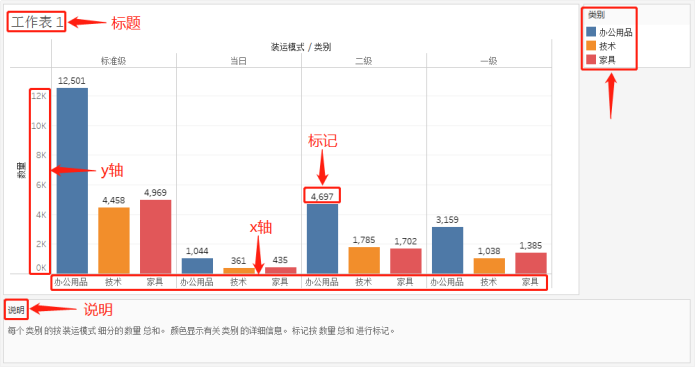 工作表 1
标题
类别
办公用品
技术
家具
装运模式 / 类别
标准级 当日 二级 一级
12,501
12K
10K
8K
6K
4K
2K
0K
数量
y轴
4,458
4,969
1,044
361
435
标记
4,697
1,785
1,702
3,159
1,038
1,385
x轴
办公用品 技术 家具 办公用品 技术 家具 办公用品 技术 家具 办公用品 技术 家具
说明
说明
每个 类别 的按 装运模式 细分的 数量 总和。 颜色显示有关 类别 的详细信息。 标记按 数量 总和 进行标记。